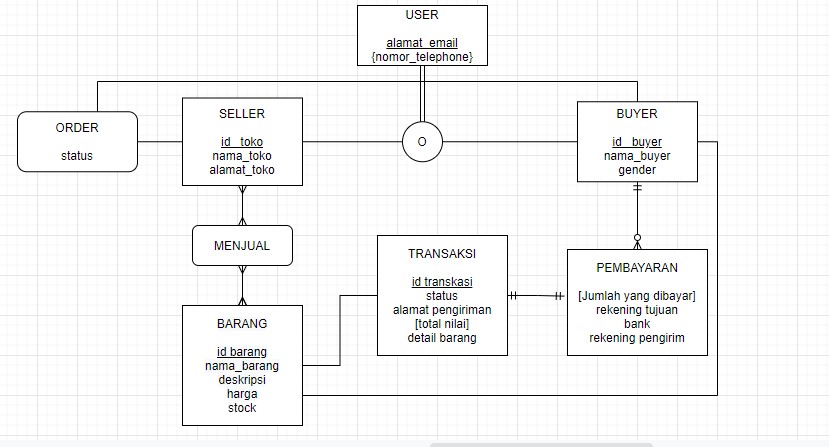 USER
alamat_email
{nomor_telephone}
ORDER
status
SELLER
id_toko
nama_toko
alamat_toko
O
BUYER
id_buyer
nama_buyer
gender
MENJUAL
TRANSAKSI
id transkasi
status
alamat pengiriman
[total nilai]
detail barang
PEMBAYARAN
[Jumlah yang dibayar]
rekening tujuan
bank
rekening pengirim
BARANG
id barang
nama_barang
deskripsi
harga
stock